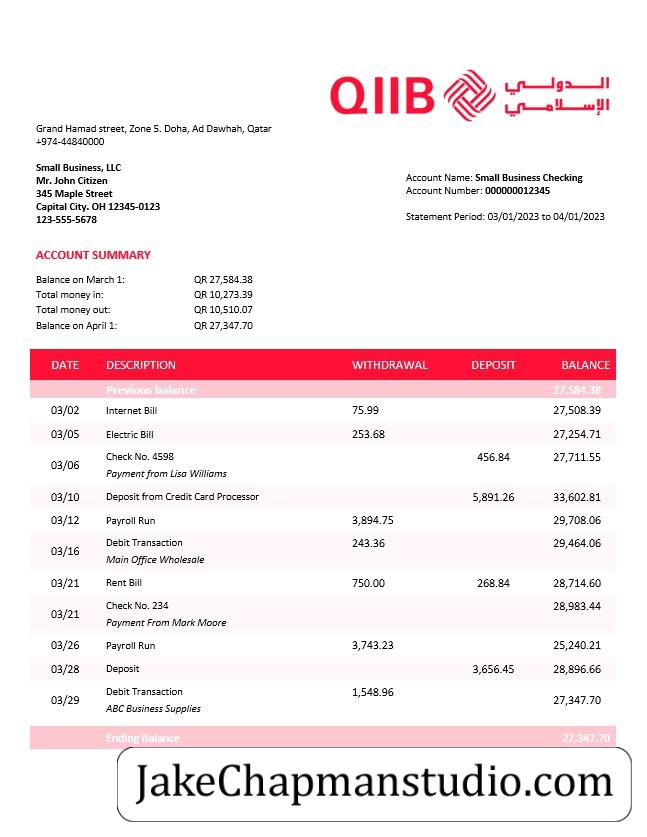 QIIB
الدولي
الإسلامي
Grand Hamad street, Zone 5. Doha, Ad Dawhah, Qatar
+974-44840000
Small Business, LLC
Mr. John Citizen
345 Maple Street
Capital City. OH 12345-0123
123-555-5678
Account Name: Small Business Checking
Account Number: 000000012345
Statement Period: 03/01/2023 to 04/01/2023
ACCOUNT SUMMARY
Balance on March 1: QR 27,584.38
Total money in: QR 10,273.39
Total money out: QR 10,510.07
Balance on April 1: QR 27,347.70
DATE DESCRIPTION WITHDRAWAL DEPOSIT BALANCE
Previous balance 27,584.38
03/02 Internet Bill 75.99 27,508.39
03/05 Electric Bill 253.68 27,254.71
03/06 Check No. 4598 456.84 27,711.55
Payment from Lisa Williams
03/10 Deposit from Credit Card Processor 5,891.26 33,602.81
03/12 Payroll Run 3,894.75 29,708.06
03/16 Debit Transaction 243.36 29,464.06
Main Office Wholesale
03/21 Rent Bill 750.00 268.84 28,714.60
03/21 Check No. 234 28,983.44
Payment From Mark Moore
03/26 Payroll Run 3,743.23 25,240.21
03/28 Deposit 3,656.45 28,896.66
03/29 Debit Transaction 1,548.96 27,347.70
ABC Business Supplies
Ending Balance 27,347.70
JakeChapmanstudio.com